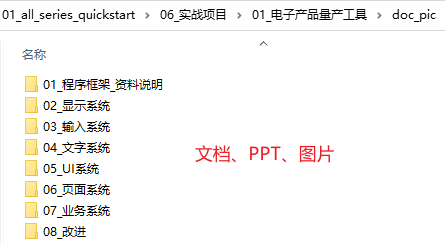 01_all_series_quickstart > 06_实战项目 > 01_电子产品量产工具 > doc_pic
名称
01_程序框架_资料说明
02_显示系统
03_输入系统
04_文字系统
05_UI系统
06_页面系统
07_业务系统
08_改进
文档、PPT、图片